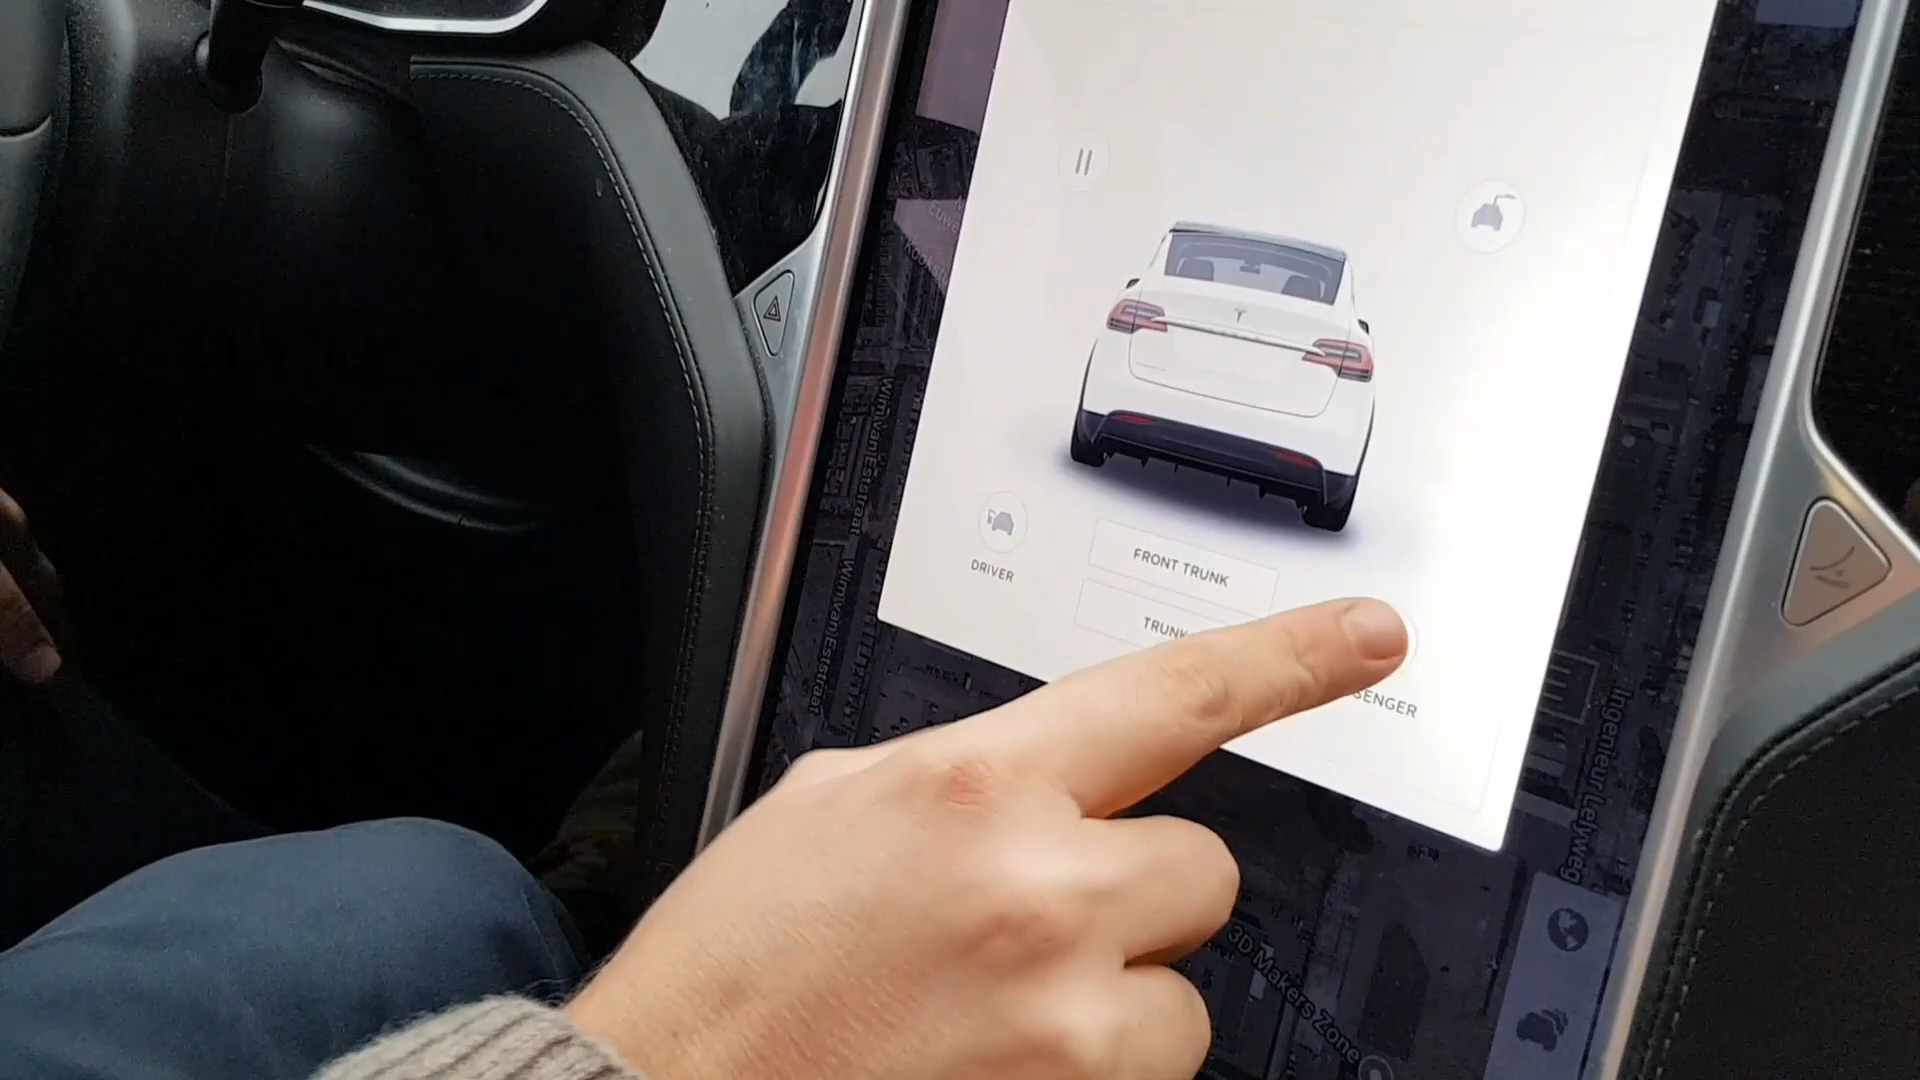 DRIVER
FRONT TRUNK
TRUNK
SENGER
Wim van Eststraat
Wim van Eststraat
Ingenieur Lelyweg
3D Makers Zone